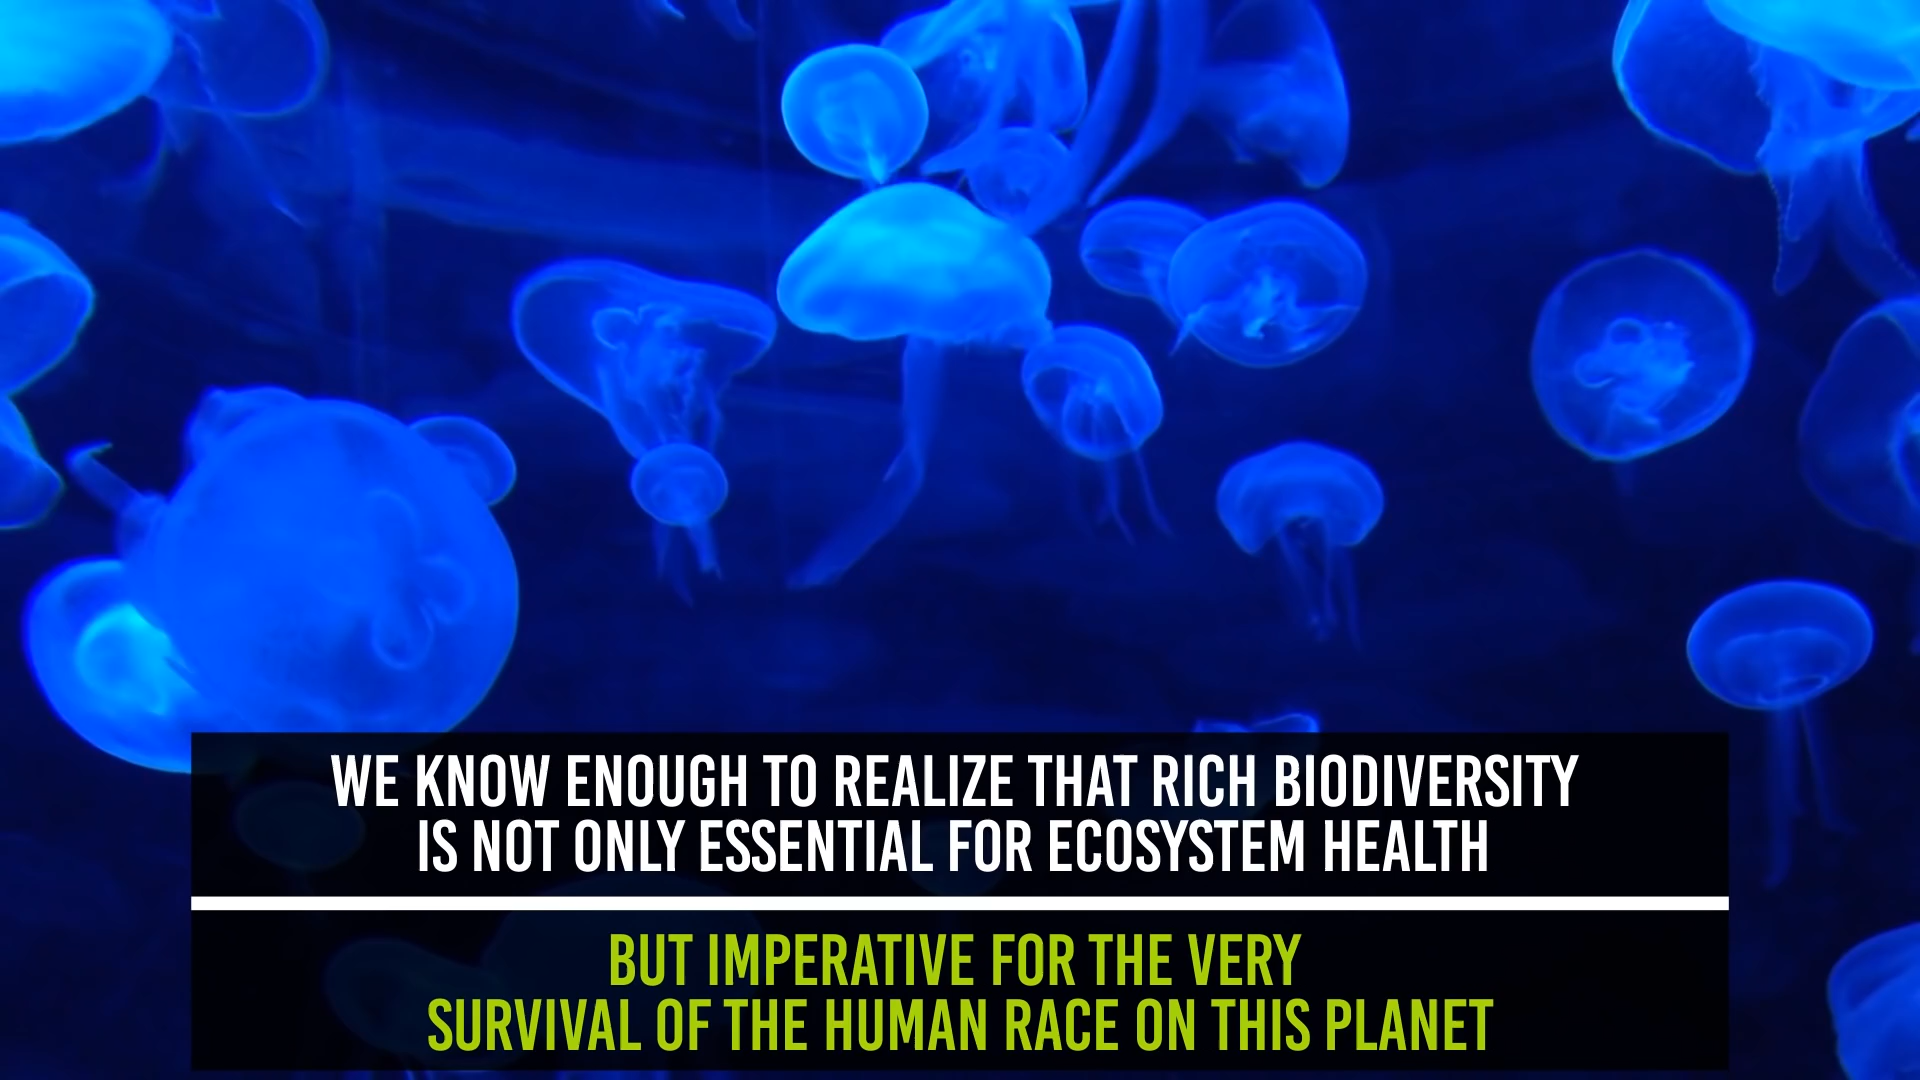 WE KNOW ENOUGH TO REALIZE THAT RICH BIODIVERSITY
IS NOT ONLY ESSENTIAL FOR ECOSYSTEM HEALTH
BUT IMPERATIVE FOR THE VERY
SURVIVAL OF THE HUMAN RACE ON THIS PLANET